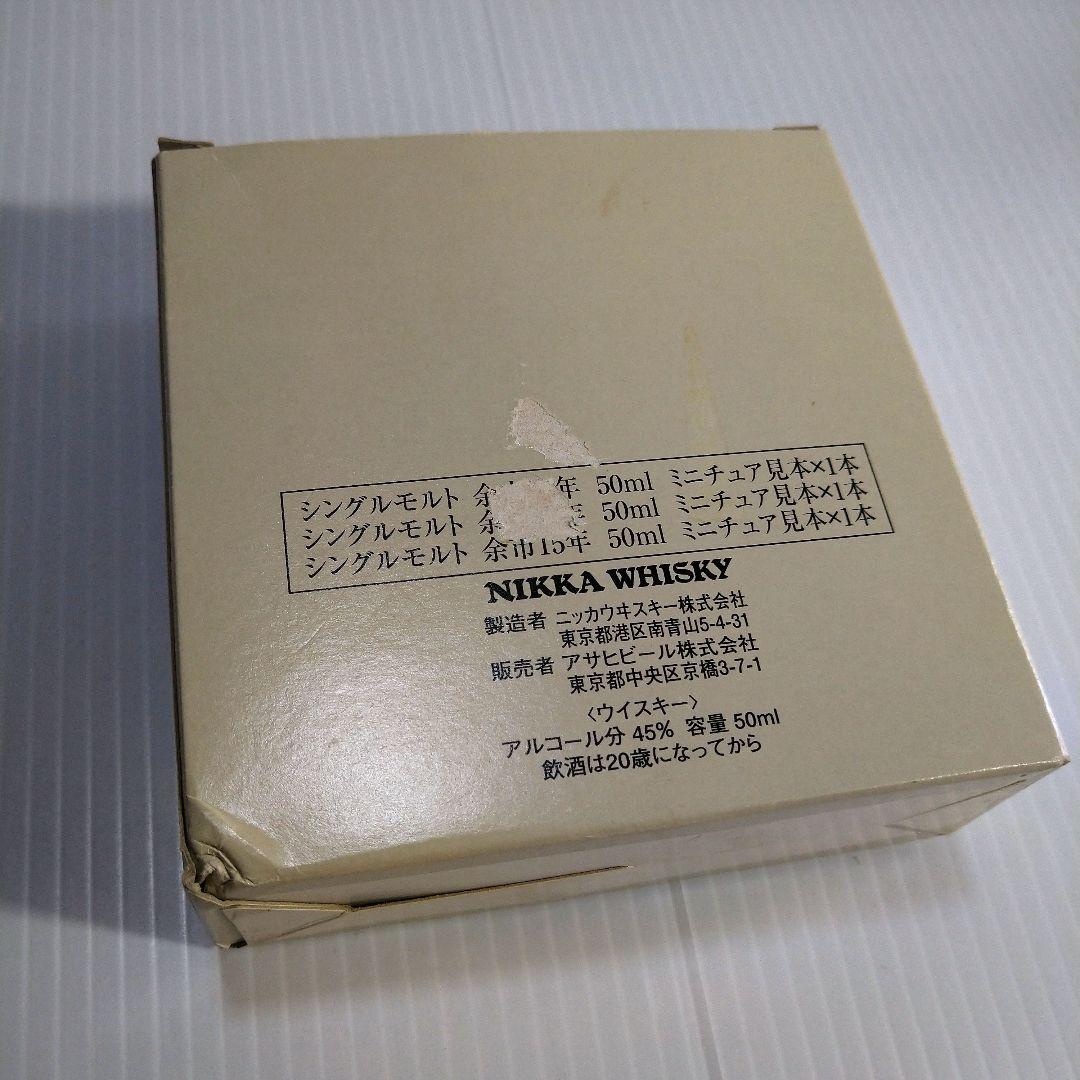 シングルモルト 余 年 50ml ミニチュア見本×1本
シングルモルト 50ml ミニチュア見本×1本
シングルモルト 余市15年 50ml ミニチュア見本×1本
NIKKA WHISKY
製造者 ニッカウヰスキー株式会社
東京都港区南青山5-4-31
販売者 アサヒビール株式会社
東京都中央区京橋3-7-1
〈ウイスキー〉
アルコール分 45% 容量 50ml
飲酒は20歳になってから